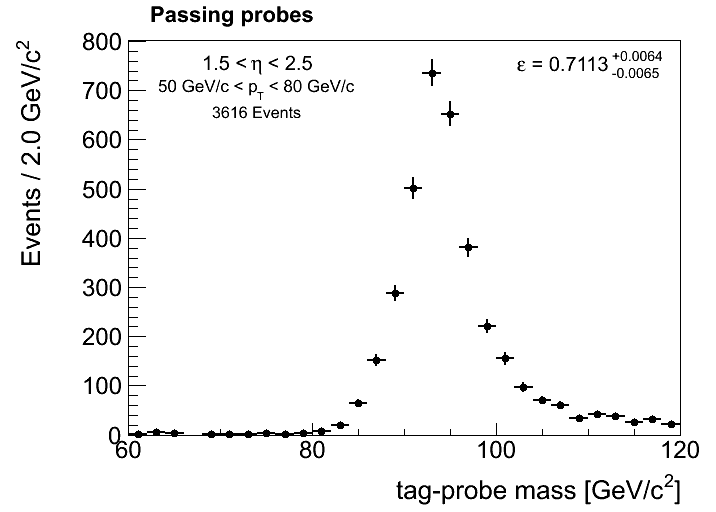 Passing probes
1.5 < η < 2.5
50 GeV/c < p_T < 80 GeV/c
3616 Events
ε = 0.7113 +0.0064 -0.0065
Events / 2.0 GeV/c²
800
700
600
500
400
300
200
100
0
60 80 100 120
tag-probe mass [GeV/c²]